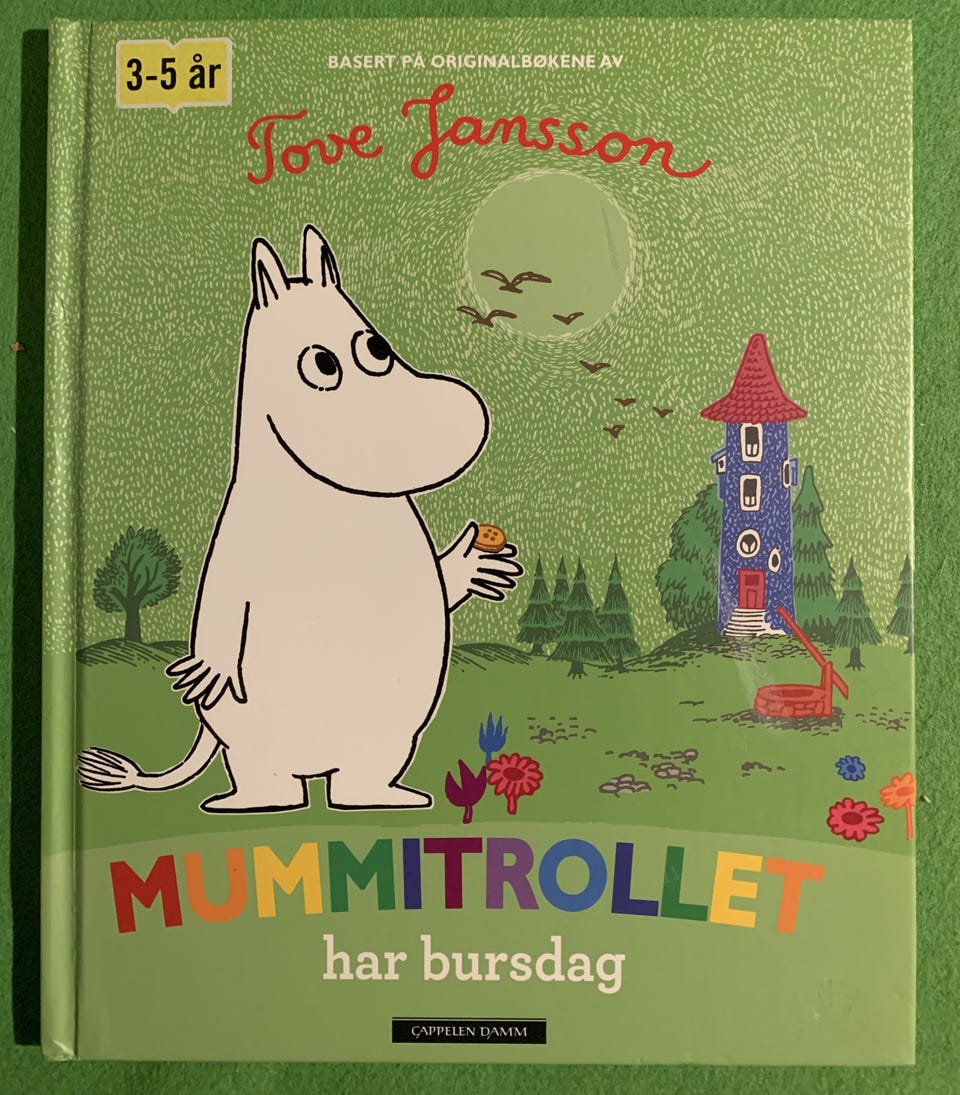 3-5 år
BASERT PÅ ORIGINALBØKENE AV
Tove Jansson
MUMMITROLLET
har bursdag
CAPPELEN DAMM